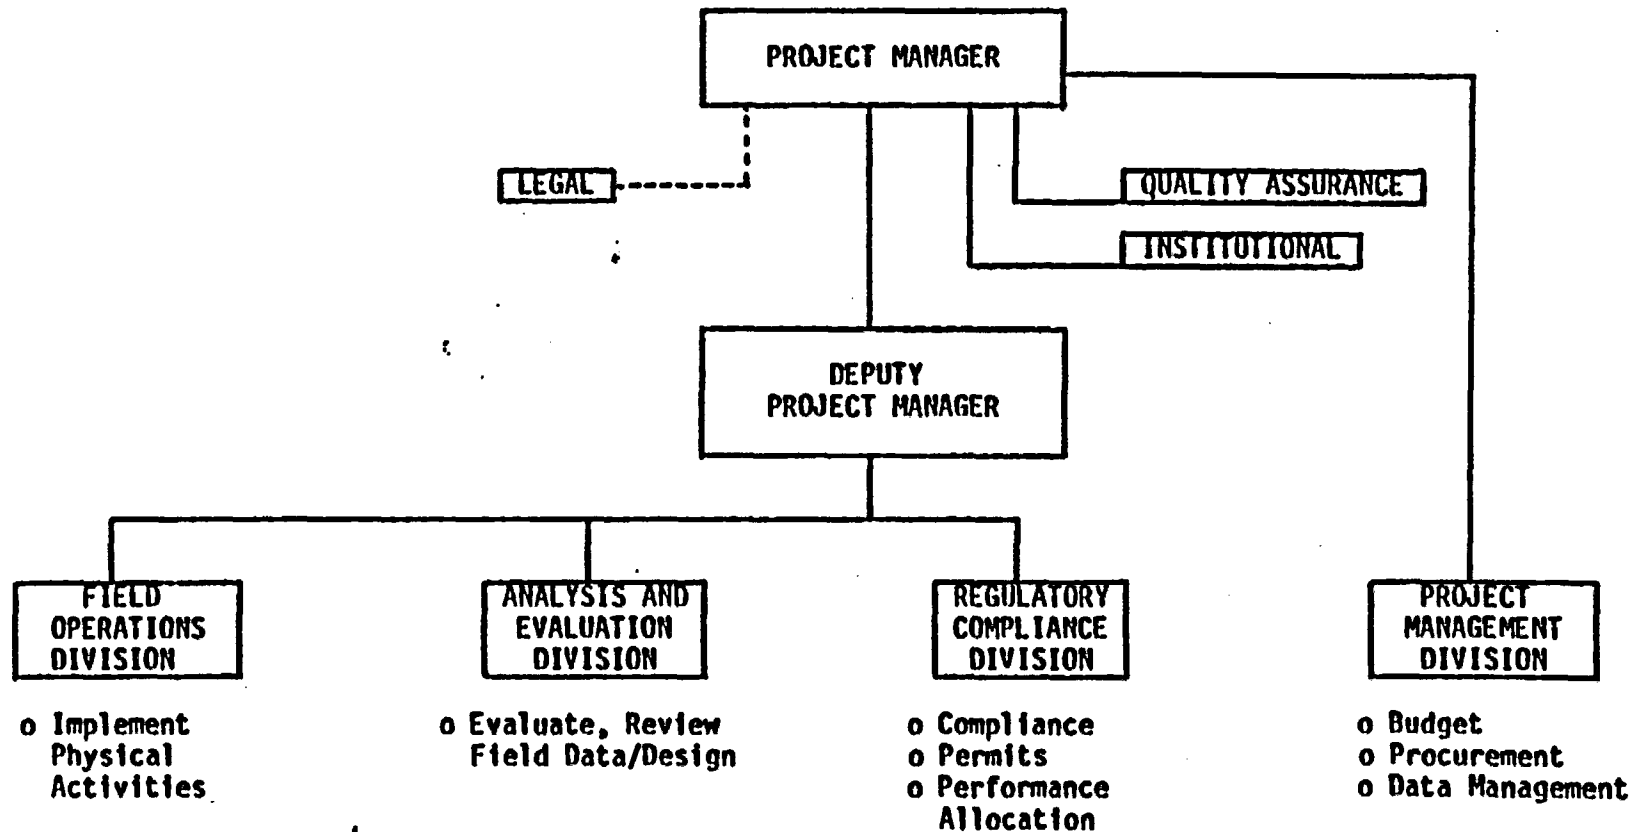 PROJECT MANAGER
LEGAL
QUALITY ASSURANCE
INSTITUTIONAL
DEPUTY
PROJECT MANAGER
FIELD
OPERATIONS
DIVISION
o Implement
Physical
Activities
ANALYSIS AND
EVALUATION
DIVISION
o Evaluate, Review
Field Data/Design
REGULATORY
COMPLIANCE
DIVISION
o Compliance
o Permits
o Performance
Allocation
PROJECT
MANAGEMENT
DIVISION
o Budget
o Procurement
o Data Management